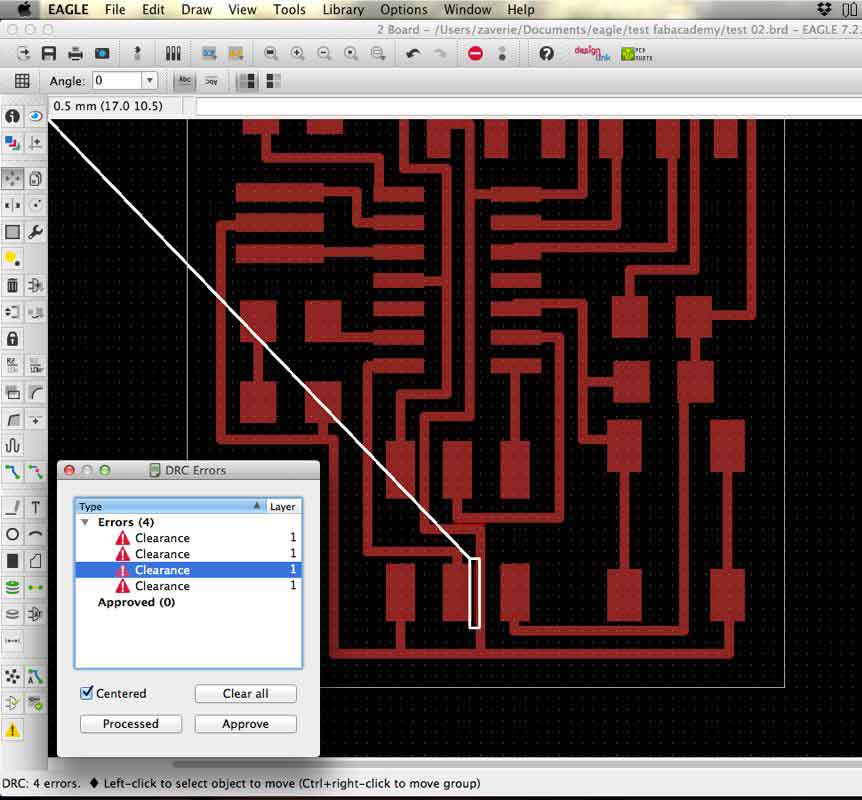 EAGLE File Edit Draw View Tools Library Options Window Help
2 Board - /Users/zaverie/Documents/eagle/test fabacademy/test 02.brd - EAGLE 7.2.
design link
Angle: 0
Abc
0.5 mm (17.0 10.5)
DRC Errors
Type Layer
Errors (4)
Clearance 1
Clearance 1
Clearance 1
Clearance 1
Approved (0)
Centered Clear all
Processed Approve
DRC: 4 errors. ♦ Left-click to select object to move (Ctrl+right-click to move group)